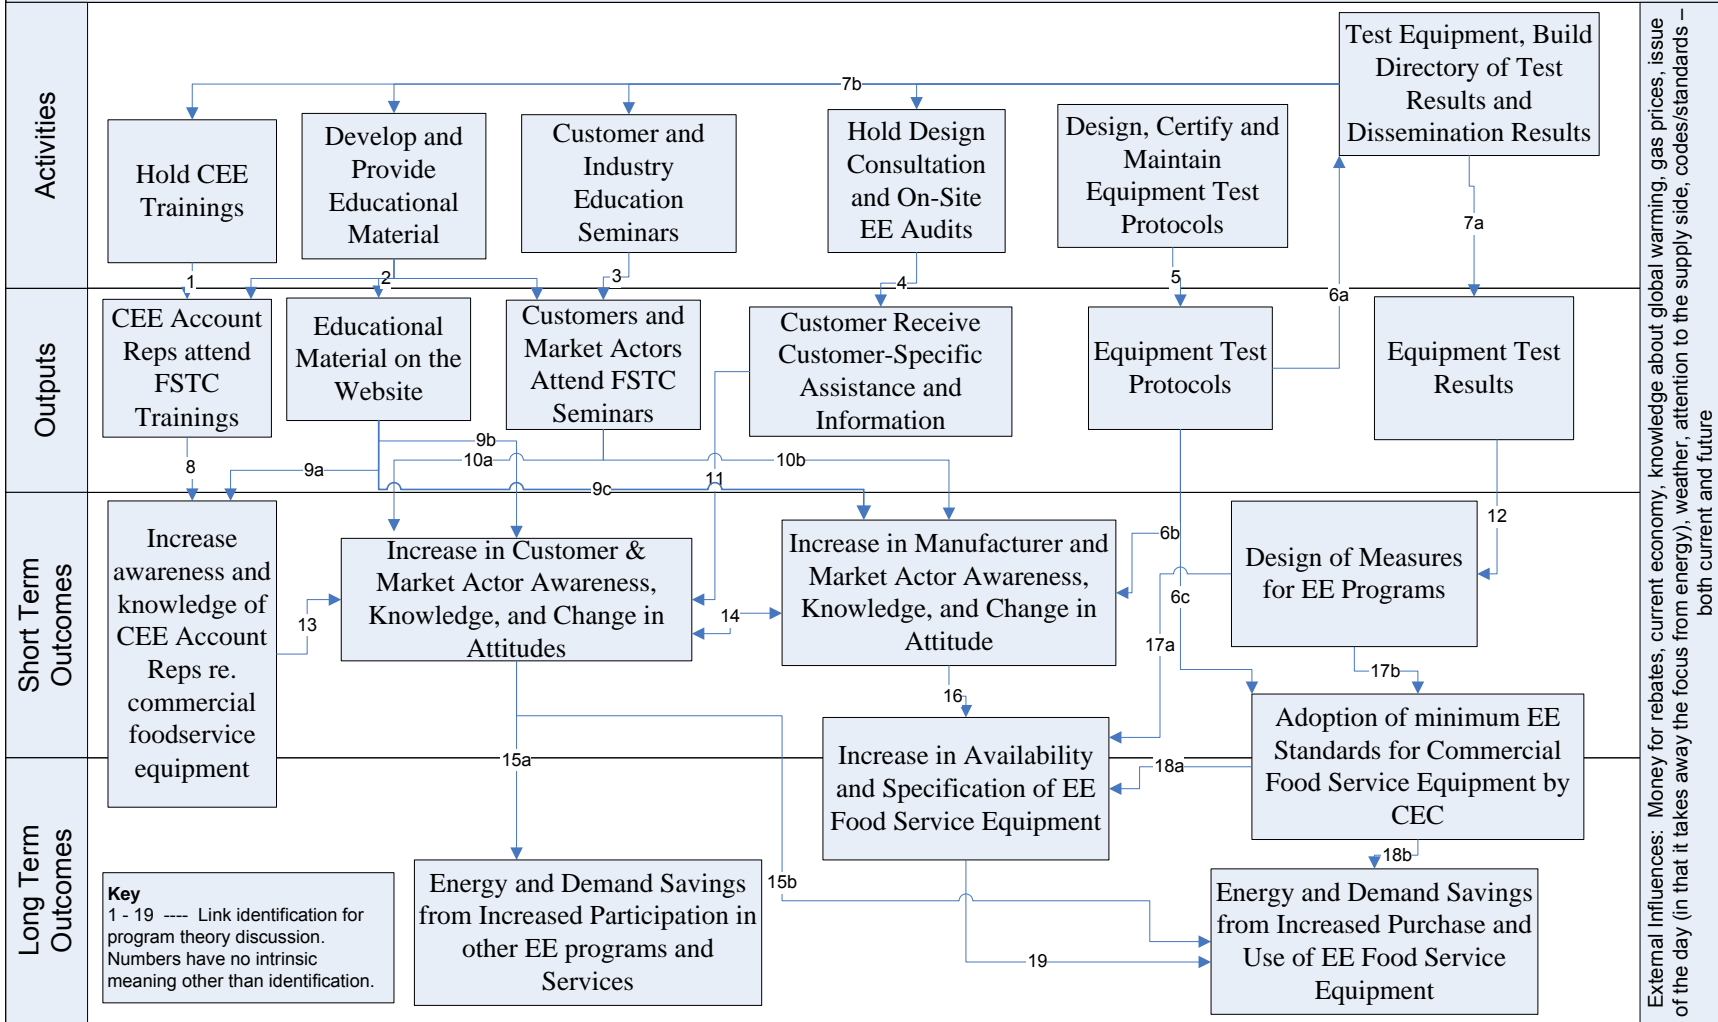 Activities
Test Equipment, Build
Directory of Test
Results and
Dissemination Results
7b
Hold CEE
Trainings
Develop and
Provide
Educational
Material
Customer and
Industry
Education
Seminars
Hold Design
Consultation
and On-Site
EE Audits
Design, Certify and
Maintain
Equipment Test
Protocols
7a
1
2
3
4
5
6a
Outputs
CEE Account
Reps attend
FSTC
Trainings
Educational
Material on the
Website
Customers and
Market Actors
Attend FSTC
Seminars
Customer Receive
Customer-Specific
Assistance and
Information
Equipment Test
Protocols
Equipment Test
Results
8
9a
9b
10a
10b
9c
11
12
Short Term
Outcomes
Increase
awareness and
knowledge of
CEE Account
Reps re.
commercial
foodservice
equipment
Increase in Customer &
Market Actor Awareness,
Knowledge, and Change in
Attitudes
Increase in Manufacturer and
Market Actor Awareness,
Knowledge, and Change in
Attitude
Design of Measures
for EE Programs
6b
6c
13
14
17a
17b
16
Increase in Availability
and Specification of EE
Food Service Equipment
Adoption of minimum EE
Standards for Commercial
Food Service Equipment by
CEC
15a
18a
18b
Long Term
Outcomes
Key
1 - 19 ---- Link identification for
program theory discussion.
Numbers have no intrinsic
meaning other than identification.
Energy and Demand Savings
from Increased Participation in
other EE programs and
Services
15b
19
Energy and Demand Savings
from Increased Purchase and
Use of EE Food Service
Equipment
External Influences: Money for rebates, current economy, knowledge about global warming, gas prices, issue
of the day (in that it takes away the focus from energy), weather, attention to the supply side, codes/standards –
both current and future